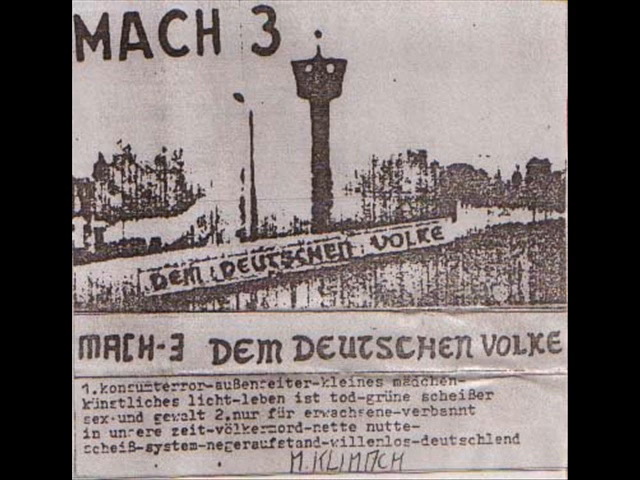 MACH 3
DEM DEUTSCHEN VOLKE
MACH-3 DEM DEUTSCHEN VOLKE
1.konsumterror-außenseiter-kleines mädchen-
künstliches licht-leben ist tod-grüne scheißer
sex und gewalt 2.nur für erwachsene-verbannt
in unsere zeit-völkermord-nette nutte-
scheiß-system-negeraufstand-willenlos-deutschlend
M.KLIMACH